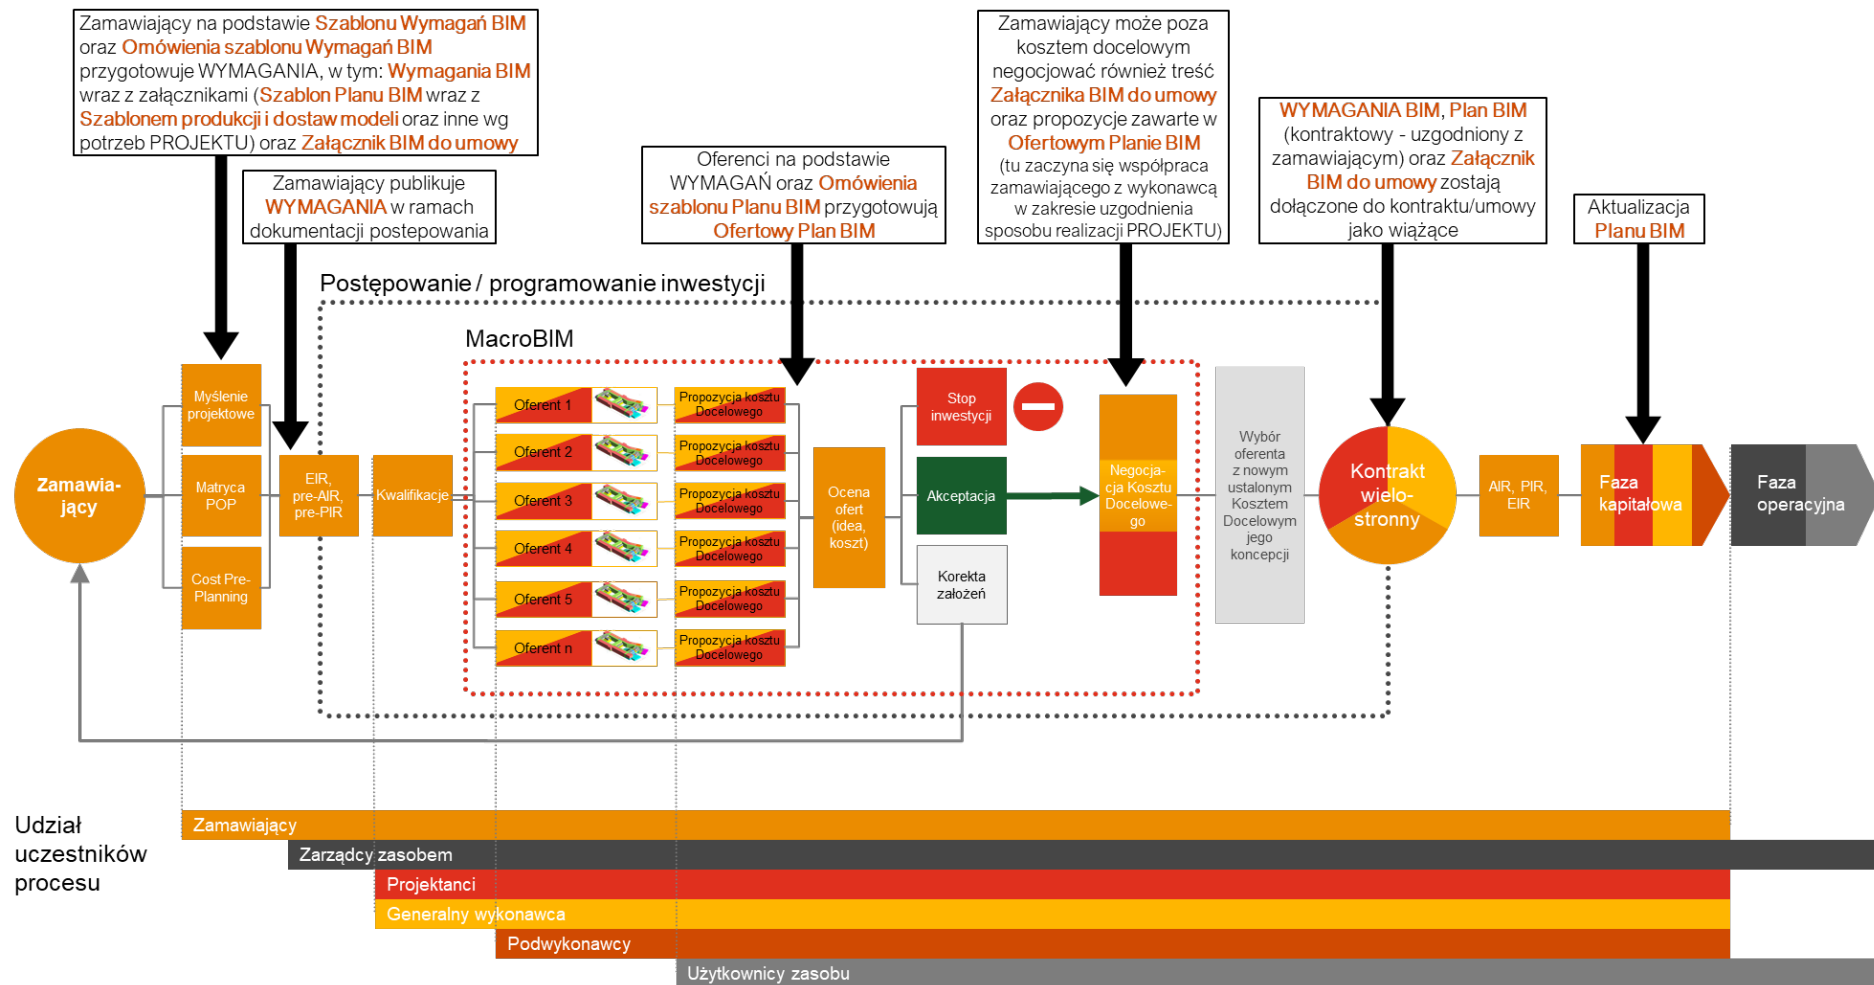 Zamawiający na podstawie Szablonu Wymagań BIM
oraz Omówienia szablonu Wymagań BIM
przygotowuje WYMAGANIA, w tym: Wymagania BIM
wraz z załącznikami (Szablon Planu BIM wraz z
Szablonem produkcji i dostaw modeli oraz inne wg
potrzeb PROJEKTU) oraz Załącznik BIM do umowy
Zamawiający publikuje
WYMAGANIA w ramach
dokumentacji postepowania
Oferenci na podstawie
WYMAGAŃ oraz Omówienia
szablonu Planu BIM przygotowują
Ofertowy Plan BIM
Zamawiający może poza
kosztem docelowym
negocjować również treść
Załącznika BIM do umowy
oraz propozycje zawarte w
Ofertowym Planie BIM
(tu zaczyna się współpraca
zamawiającego z wykonawcą
w zakresie uzgodnienia
sposobu realizacji PROJEKTU)
WYMAGANIA BIM, Plan BIM
(kontraktowy - uzgodniony z
zamawiającym) oraz Załącznik
BIM do umowy zostają
dołączone do kontraktu/umowy
jako wiążące
Aktualizacja
Planu BIM
Postępowanie / programowanie inwestycji
MacroBIM
Zamawia-
jący
Myślenie
projektowe
Matryca
POP
Cost Pre-
Planning
EIR,
pre-AIR,
pre-PIR
Kwalifikacje
Oferent 1
Propozycja kosztu
Docelowego
Oferent 2
Propozycja kosztu
Docelowego
Oferent 3
Propozycja kosztu
Docelowego
Oferent 4
Propozycja kosztu
Docelowego
Oferent 5
Propozycja kosztu
Docelowego
Oferent n
Propozycja kosztu
Docelowego
Ocena
ofert
(idea,
koszt)
Stop
inwestycji
Akceptacja
Korekta
założeń
Negocja-
cja Kosztu
Docelowe-
go
Wybór
oferenta
z nowym
ustalonym
Kosztem
Docelowym
jego
koncepcji
Kontrakt
wielo-
stronny
AIR, PIR,
EIR
Faza
kapitałowa
Faza
operacyjna
Udział
uczestników
procesu
Zamawiający
Zarządcy zasobem
Projektanci
Generalny wykonawca
Podwykonawcy
Użytkownicy zasobu